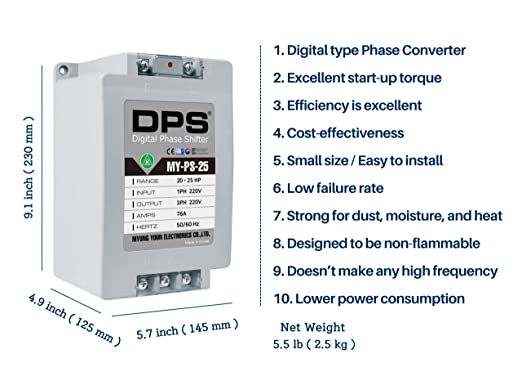 DPS®
Digital Phase Shifter
MY-PS-25
RANGE 20 - 25 HP
INPUT 1PH 220V
OUTPUT 3PH 220V
AMPS 76A
HERTZ 50/60 Hz
MYUNG YOUN ELECTRONICS CO.,LTD.
9.1 inch ( 230 mm )
4.9 inch ( 125 mm )
5.7 inch ( 145 mm )
1. Digital type Phase Converter
2. Excellent start-up torque
3. Efficiency is excellent
4. Cost-effectiveness
5. Small size / Easy to install
6. Low failure rate
7. Strong for dust, moisture, and heat
8. Designed to be non-flammable
9. Doesn’t make any high frequency
10. Lower power consumption
Net Weight
5.5 lb ( 2.5 kg )